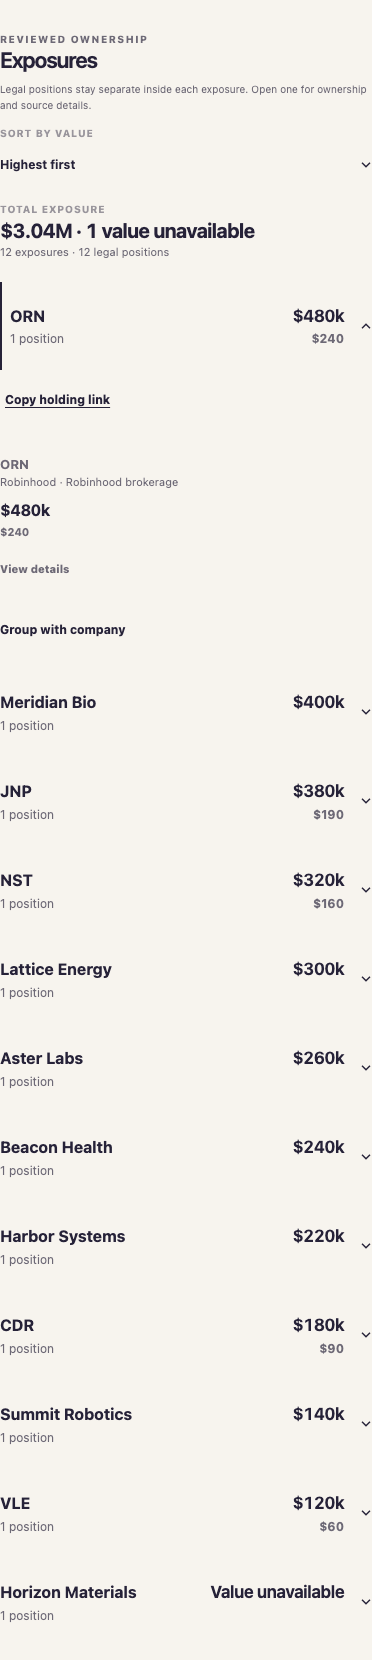 REVIEWED OWNERSHIP
Exposures
Legal positions stay separate inside each exposure. Open one for ownership
and source details.
SORT BY VALUE
Highest first
TOTAL EXPOSURE
$3.04M · 1 value unavailable
12 exposures · 12 legal positions
ORN $480k
1 position $240
Copy holding link
ORN
Robinhood · Robinhood brokerage
$480k
$240
View details
Group with company
Meridian Bio $400k
1 position
JNP $380k
1 position $190
NST $320k
1 position $160
Lattice Energy $300k
1 position
Aster Labs $260k
1 position
Beacon Health $240k
1 position
Harbor Systems $220k
1 position
CDR $180k
1 position $90
Summit Robotics $140k
1 position
VLE $120k
1 position $60
Horizon Materials Value unavailable
1 position